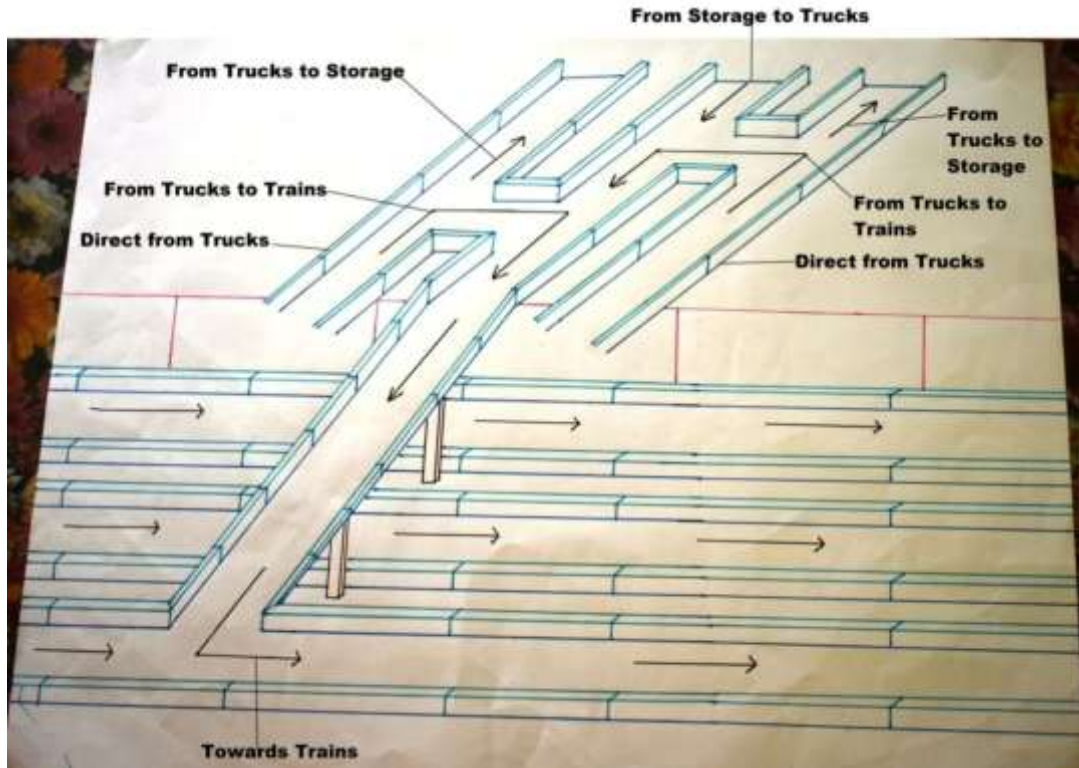 From Storage to Trucks
From Trucks to Storage
From
Trucks to
Storage
From Trucks to Trains
From Trucks to
Trains
Direct from Trucks
Direct from Trucks
Towards Trains